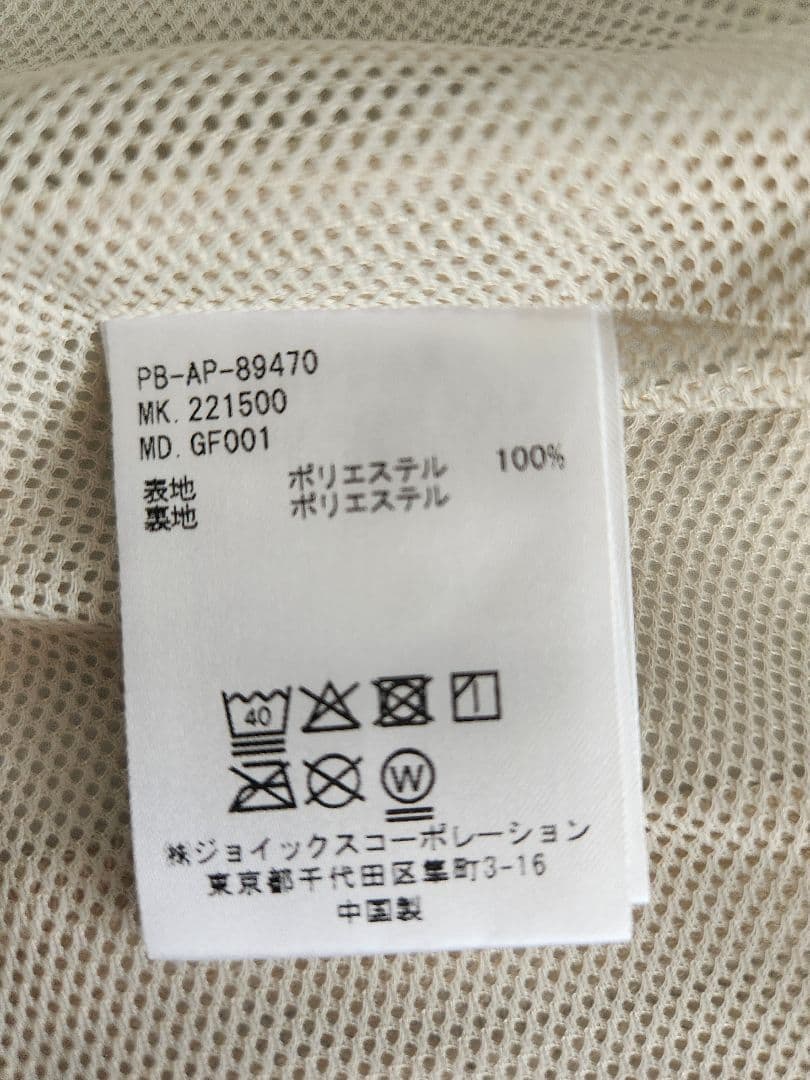 PB-AP-89470
MK. 221500
MD. GF001
表地 ポリエステル 100%
裏地 ポリエステル
40
W
㈱ジョイックスコーポレーション
東京都千代田区隼町3-16
中国製